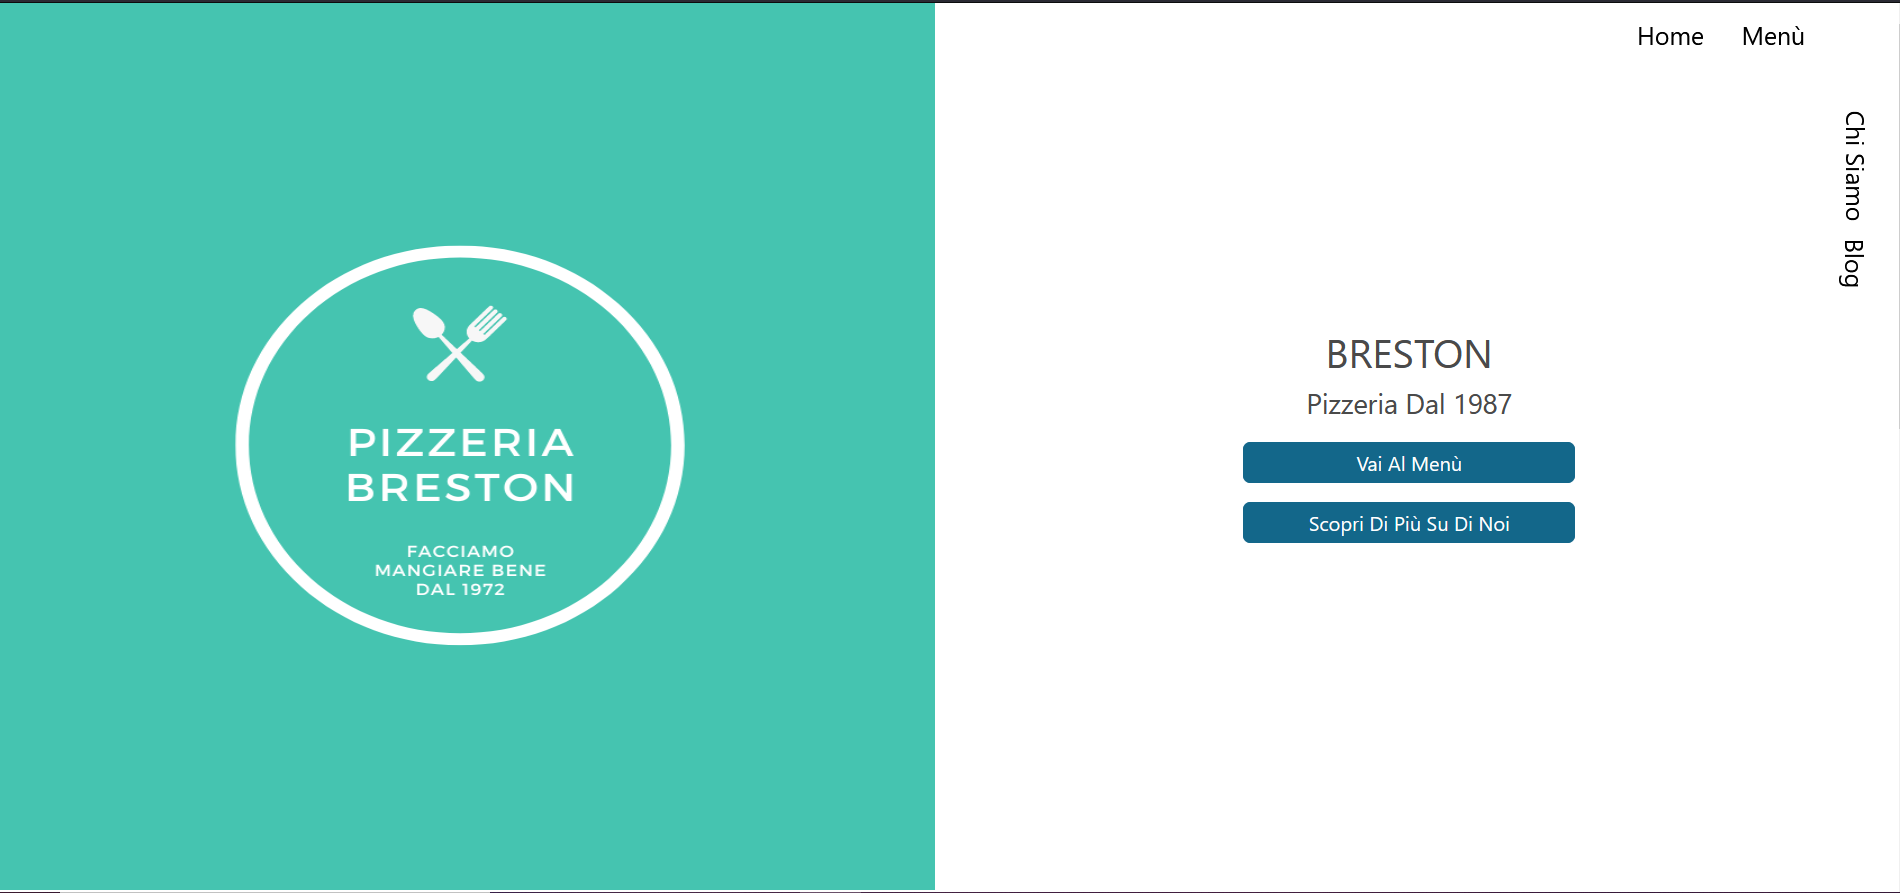 Home
Menù
Chi Siamo
Blog
PIZZERIA
BRESTON
FACCIAMO
MANGIARE BENE
DAL 1972
BRESTON
Pizzeria Dal 1987
Vai Al Menù
Scopri Di Più Su Di Noi